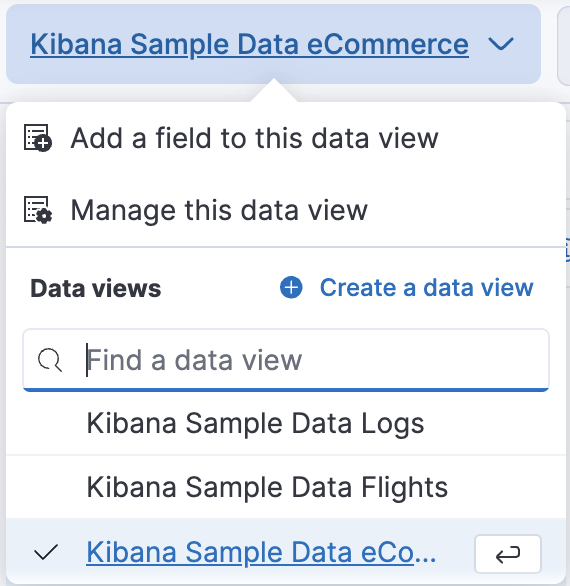 Kibana Sample Data eCommerce
Add a field to this data view
Manage this data view
Data views
Create a data view
Find a data view
Kibana Sample Data Logs
Kibana Sample Data Flights
Kibana Sample Data eCo...